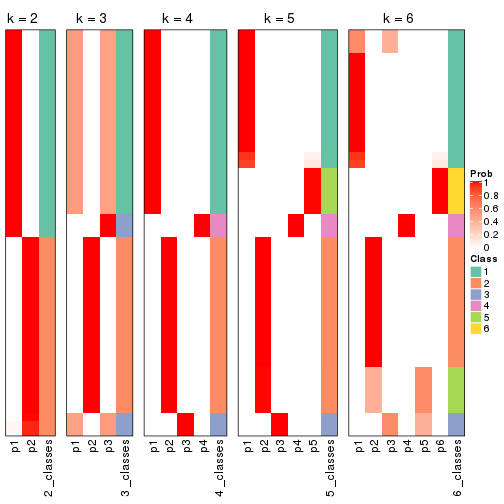 k = 2
k = 3
k = 4
k = 5
k = 6
Prob
1
0.8
0.6
0.4
0.2
0
Class
1
2
3
4
5
6
p1
p2
2_classes
p1
p2
p3
3_classes
p1
p2
p3
p4
4_classes
p1
p2
p3
p4
p5
5_classes
p1
p2
p3
p4
p5
p6
6_classes